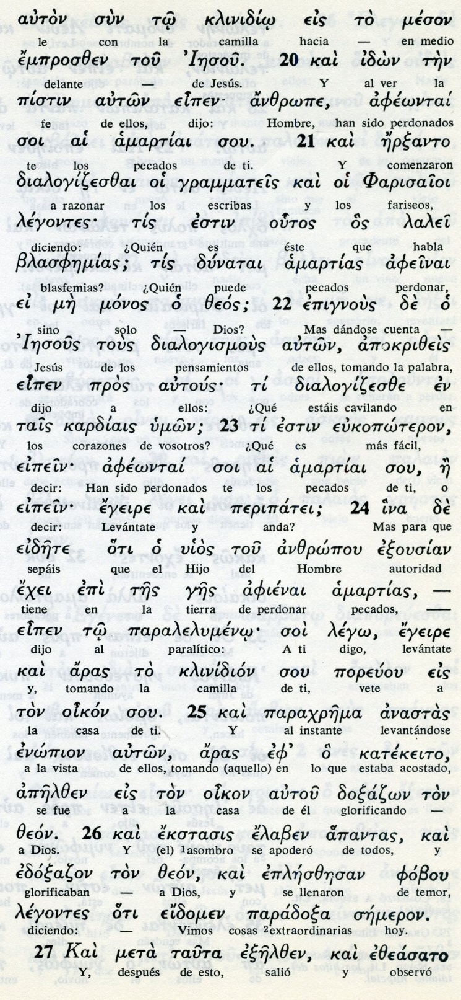 αὐτὸν σὺν τῷ κλινιδίῳ εἰς τὸ μέσον
le con la camilla hacia — en medio
ἔμπροσθεν τοῦ Ἰησοῦ. 20 καὶ ἰδὼν τὴν
delante — de Jesús. Y al ver la
πίστιν αὐτῶν εἶπεν· ἄνθρωπε, ἀφέωνταί
fe de ellos, dijo: Hombre, han sido perdonados
σοι αἱ ἁμαρτίαι σου. 21 καὶ ἤρξαντο
te los pecados de ti. Y comenzaron
διαλογίζεσθαι οἱ γραμματεῖς καὶ οἱ Φαρισαῖοι
a razonar los escribas y los fariseos,
λέγοντες· τίς ἐστιν οὗτος ὃς λαλεῖ
diciendo: ¿Quién es éste que habla
βλασφημίας; τίς δύναται ἁμαρτίας ἀφεῖναι
blasfemias? ¿Quién puede pecados perdonar,
εἰ μὴ μόνος ὁ θεός; 22 ἐπιγνοὺς δὲ ὁ
sino solo — Dios? Mas dándose cuenta —
Ἰησοῦς τοὺς διαλογισμοὺς αὐτῶν, ἀποκριθεὶς
Jesús de los pensamientos de ellos, tomando la palabra,
εἶπεν πρὸς αὐτούς· τί διαλογίζεσθε ἐν
dijo a ellos: ¿Qué estáis cavilando en
ταῖς καρδίαις ὑμῶν; 23 τί ἐστιν εὐκοπώτερον,
los corazones de vosotros? ¿Qué es más fácil,
εἰπεῖν· ἀφέωνταί σοι αἱ ἁμαρτίαι σου, ἢ
decir: Han sido perdonados te los pecados de ti, o
εἰπεῖν· ἔγειρε καὶ περιπάτει; 24 ἵνα δὲ
decir: Levántate y anda? Mas para que
εἰδῆτε ὅτι ὁ υἱὸς τοῦ ἀνθρώπου ἐξουσίαν
sepáis que el Hijo del Hombre autoridad
ἔχει ἐπὶ τῆς γῆς ἀφιέναι ἁμαρτίας, —
tiene en la tierra de perdonar pecados, —
εἶπεν τῷ παραλελυμένῳ· σοὶ λέγω, ἔγειρε
dijo al paralítico: A ti digo, levántate
καὶ ἄρας τὸ κλινίδιόν σου πορεύου εἰς
y, tomando la camilla de ti, vete a
τὸν οἶκόν σου. 25 καὶ παραχρῆμα ἀναστὰς
la casa de ti. Y al instante levantándose
ἐνώπιον αὐτῶν, ἄρας ἐφ’ ὃ κατέκειτο,
a la vista de ellos, tomando (aquello) en lo que estaba acostado,
ἀπῆλθεν εἰς τὸν οἶκον αὐτοῦ δοξάζων τὸν
se fue a la casa de él glorificando —
θεόν. 26 καὶ ἔκστασις ἔλαβεν ἅπαντας, καὶ
a Dios. Y (el) 1asombro se apoderó de todos, y
ἐδόξαζον τὸν θεόν, καὶ ἐπλήσθησαν φόβου
glorificaban — a Dios, y se llenaron de temor,
λέγοντες ὅτι εἴδομεν παράδοξα σήμερον.
diciendo: — Vimos cosas extraordinarias hoy.
27 Καὶ μετὰ ταῦτα ἐξῆλθεν, καὶ ἐθεάσατο
Y, después de esto, salió y observó